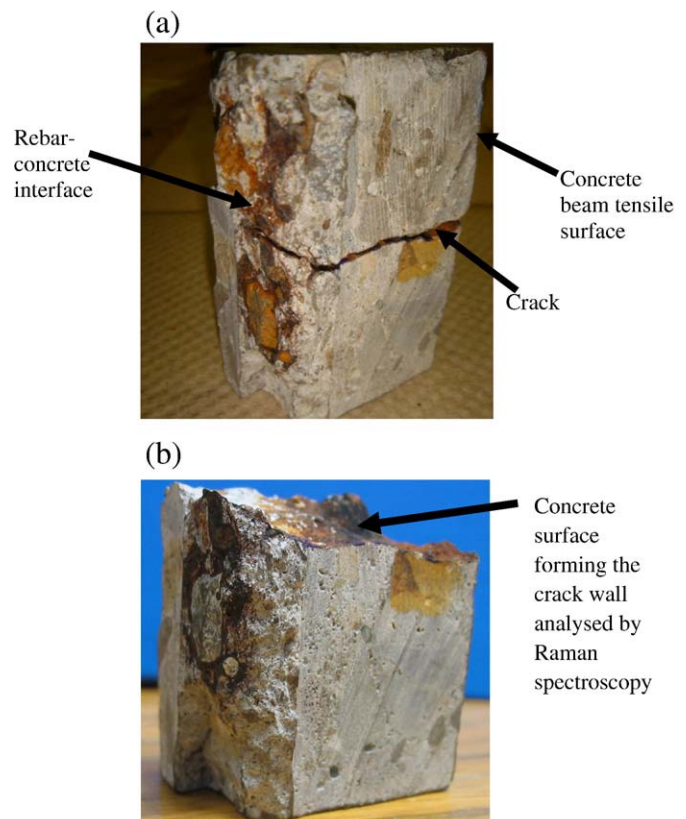 (a)
Rebar-
concrete
interface
Concrete
beam tensile
surface
Crack
(b)
Concrete
surface
forming the
crack wall
analysed by
Raman
spectroscopy